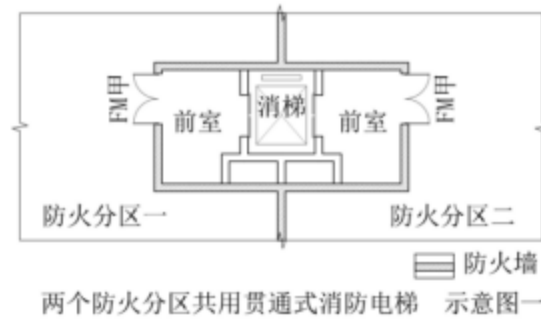 消梯
FM甲
前室
前室
FM甲
防火分区一
防火分区二
防火墙
两个防火分区共用贯通式消防电梯 示意图一